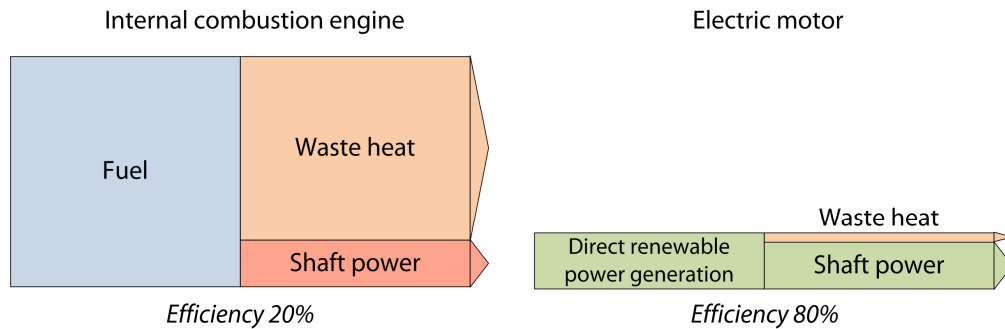 Internal combustion engine
Fuel
Waste heat
Shaft power
Efficiency 20%
Electric motor
Waste heat
Direct renewable
power generation
Shaft power
Efficiency 80%